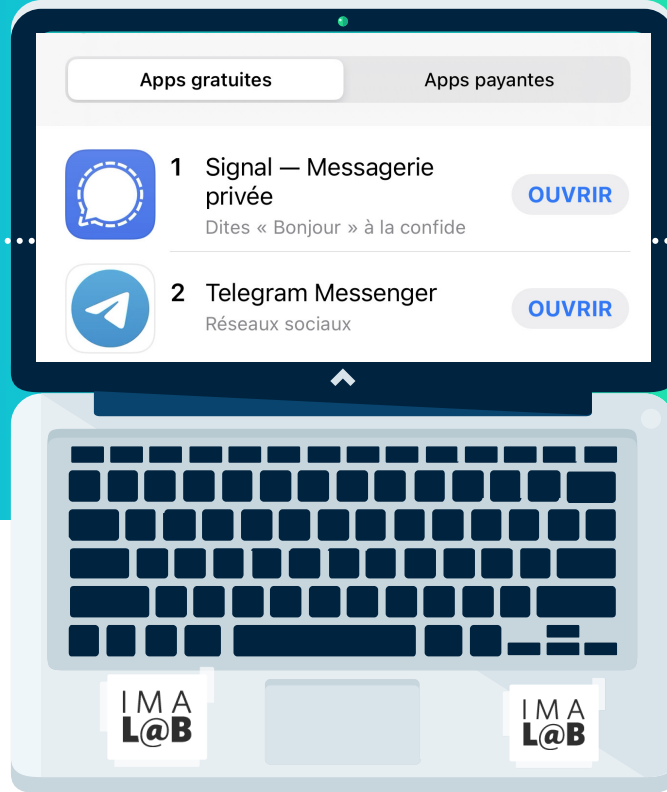 Apps gratuites
Apps payantes
1 Signal — Messagerie
privée
Dites « Bonjour » à la confide
OUVRIR
2 Telegram Messenger
Réseaux sociaux
OUVRIR
IMA
L@B
IMA
L@B